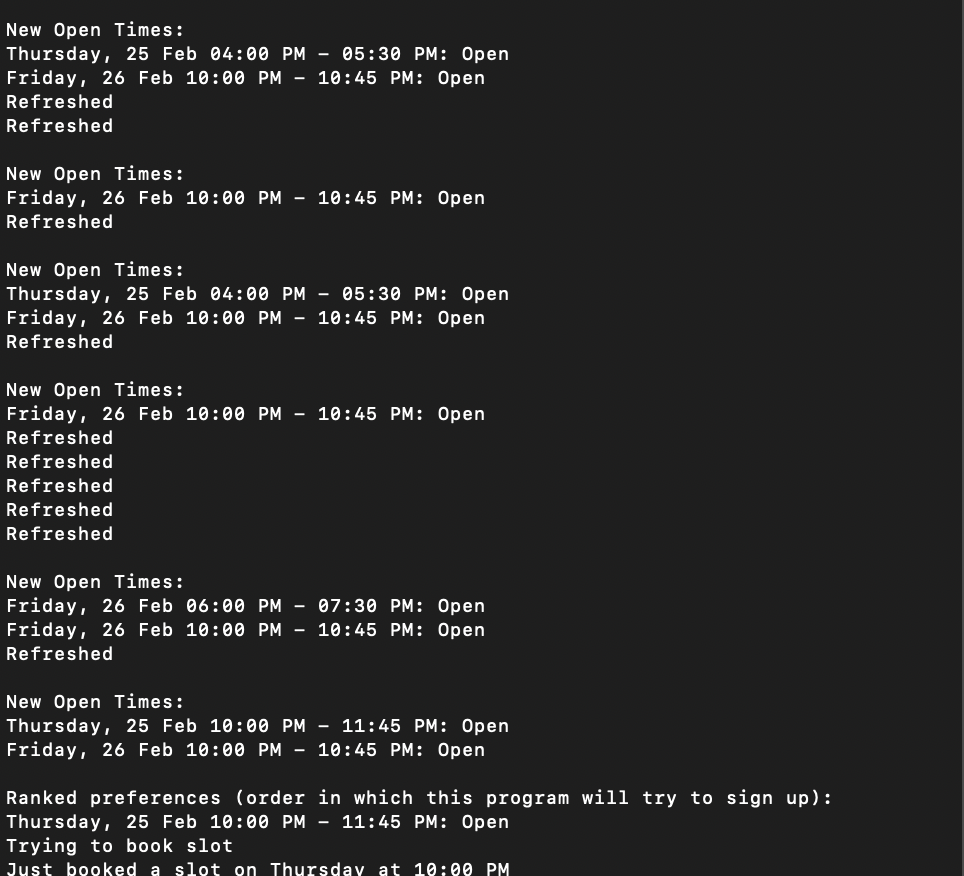 New Open Times:
Thursday, 25 Feb 04:00 PM – 05:30 PM: Open
Friday, 26 Feb 10:00 PM – 10:45 PM: Open
Refreshed
Refreshed
New Open Times:
Friday, 26 Feb 10:00 PM – 10:45 PM: Open
Refreshed
New Open Times:
Thursday, 25 Feb 04:00 PM – 05:30 PM: Open
Friday, 26 Feb 10:00 PM – 10:45 PM: Open
Refreshed
New Open Times:
Friday, 26 Feb 10:00 PM – 10:45 PM: Open
Refreshed
Refreshed
Refreshed
Refreshed
Refreshed
New Open Times:
Friday, 26 Feb 06:00 PM – 07:30 PM: Open
Friday, 26 Feb 10:00 PM – 10:45 PM: Open
Refreshed
New Open Times:
Thursday, 25 Feb 10:00 PM – 11:45 PM: Open
Friday, 26 Feb 10:00 PM – 10:45 PM: Open
Ranked preferences (order in which this program will try to sign up):
Thursday, 25 Feb 10:00 PM – 11:45 PM: Open
Trying to book slot
Just booked a slot on Thursday at 10:00 PM